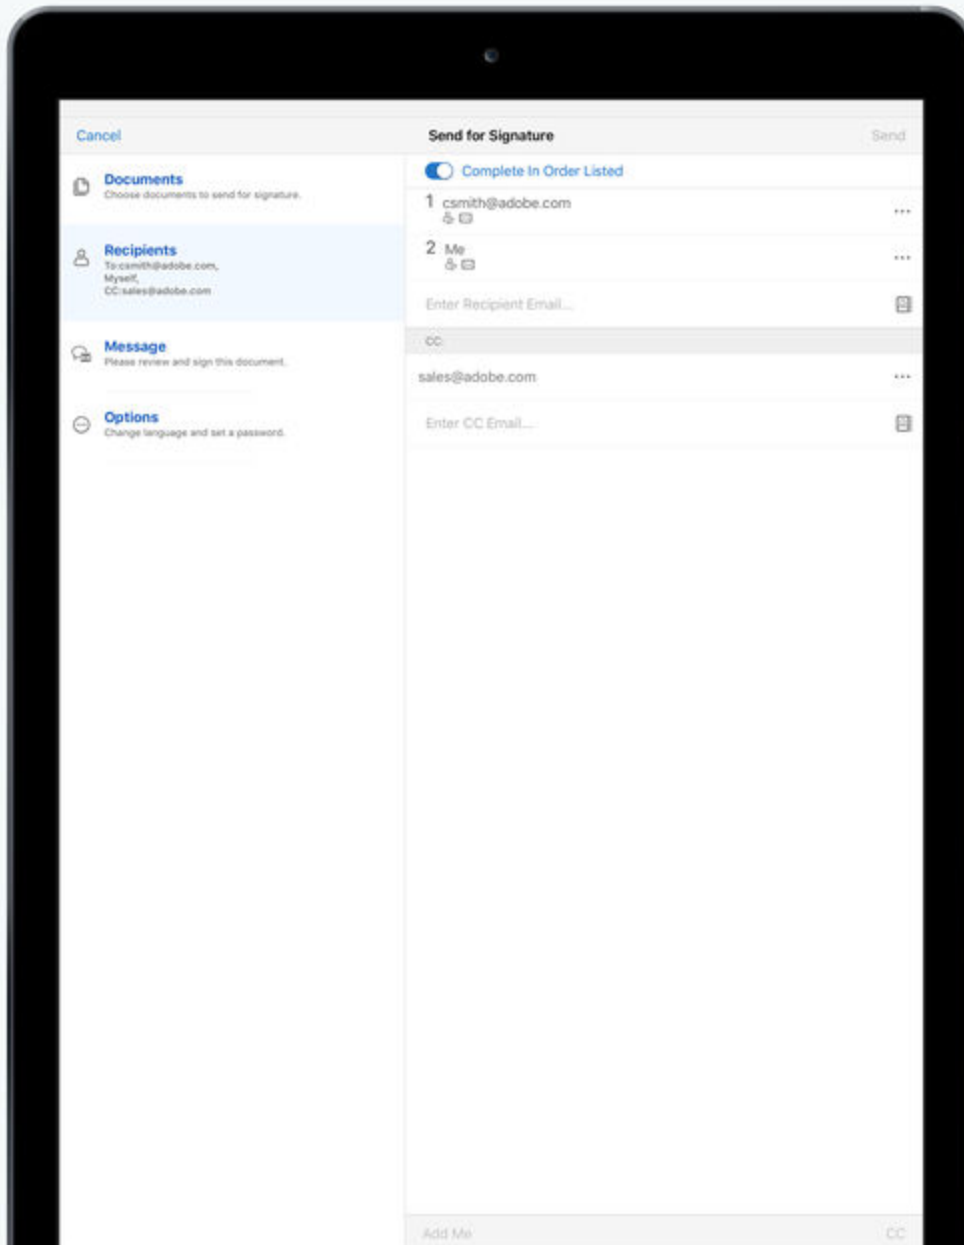 Cancel
Send for Signature
Send
Documents
Choose documents to send for signature.
Recipients
To:csmith@adobe.com,
Myself,
CC:sales@adobe.com
Message
Please review and sign this document.
Options
Change language and set a password.
Complete In Order Listed
1 csmith@adobe.com
2 Me
Enter Recipient Email...
CC
sales@adobe.com
Enter CC Email...
Add Me
CC